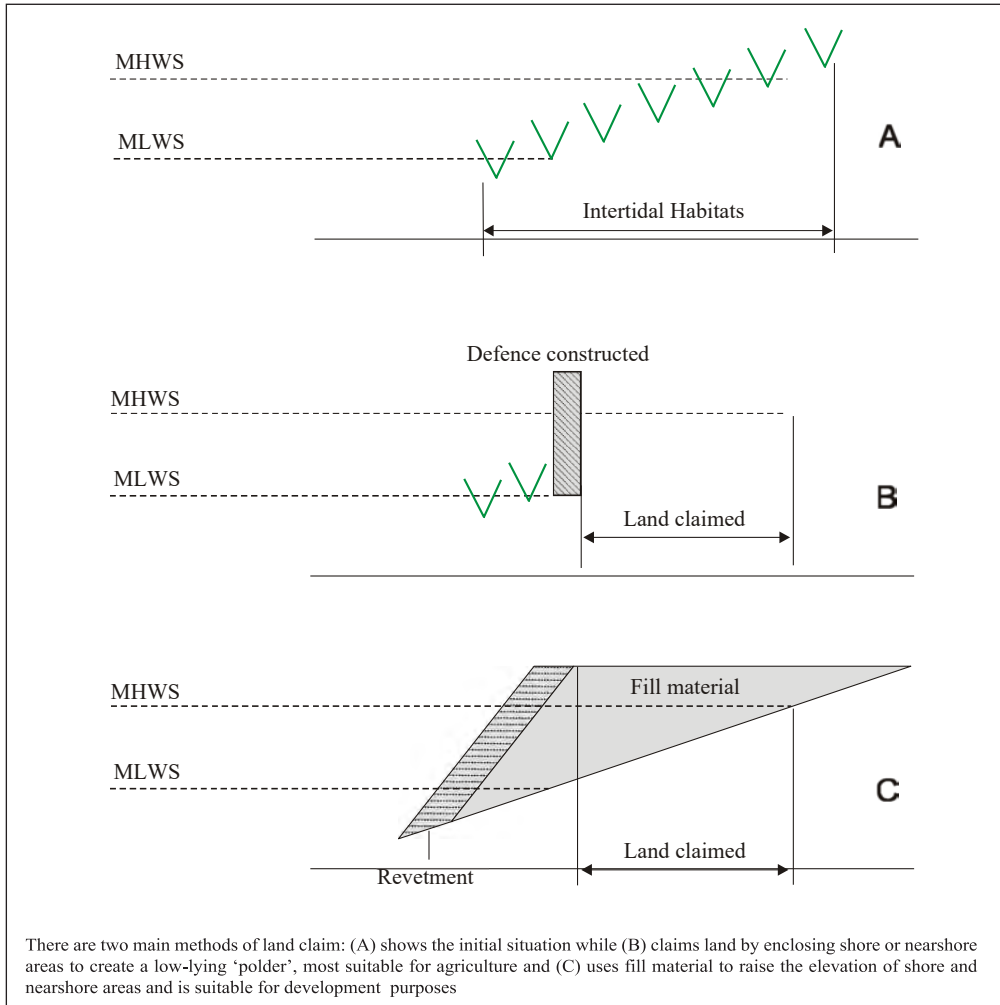 MHWS
MLWS
A
Intertidal Habitats
Defence constructed
MHWS
MLWS
B
Land claimed
MHWS
Fill material
MLWS
C
Land claimed
Revetment
There are two main methods of land claim: (A) shows the initial situation while (B) claims land by enclosing shore or nearshore
areas to create a low-lying ‘polder’, most suitable for agriculture and (C) uses fill material to raise the elevation of shore and
nearshore areas and is suitable for development purposes